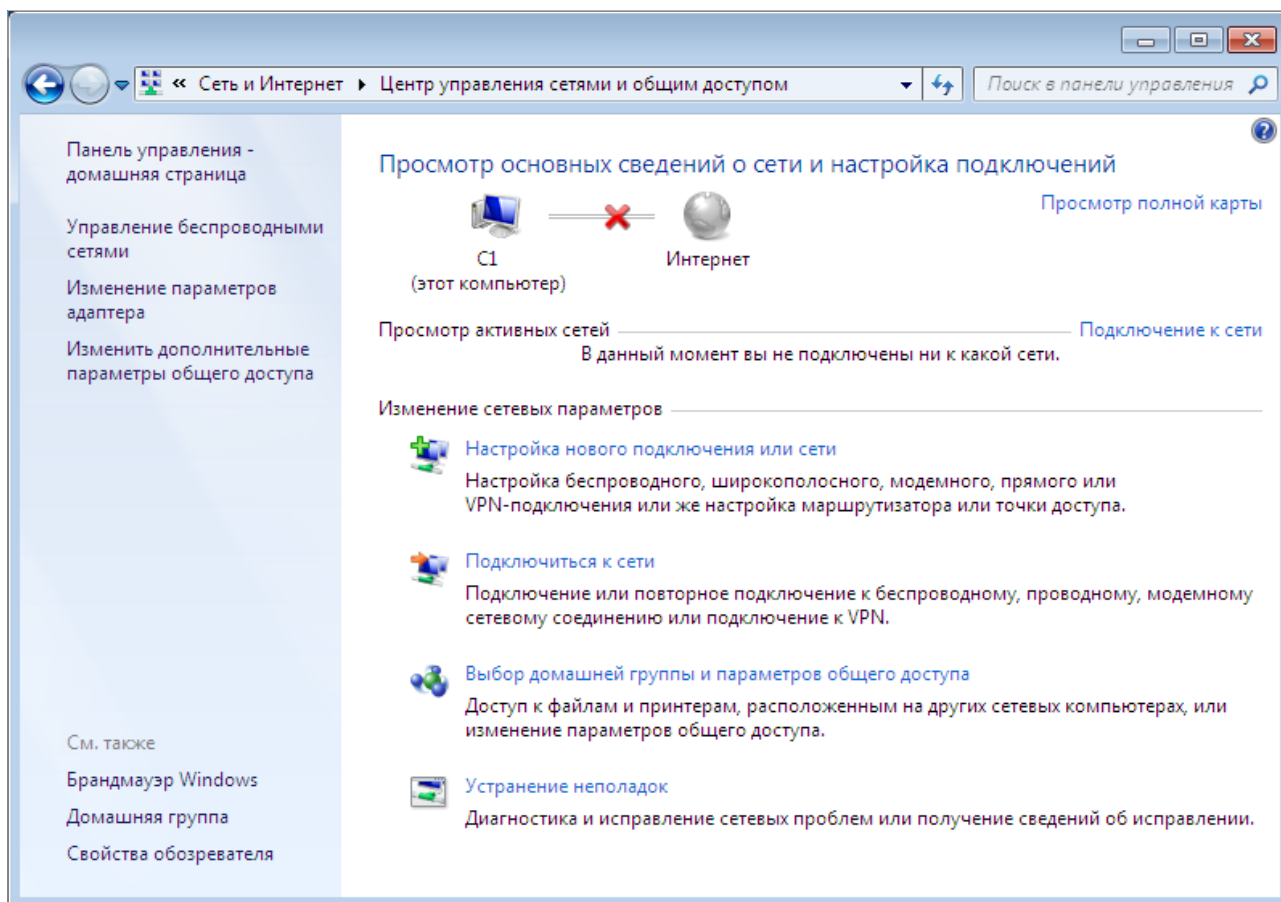 « Сеть и Интернет ▸ Центр управления сетями и общим доступом
Поиск в панели управления
Панель управления -
домашняя страница
Управление беспроводными
сетями
Изменение параметров
адаптера
Изменить дополнительные
параметры общего доступа
См. также
Брандмауэр Windows
Домашняя группа
Свойства обозревателя
Просмотр основных сведений о сети и настройка подключений
Просмотр полной карты
C1
(этот компьютер)
Интернет
Просмотр активных сетей
Подключение к сети
В данный момент вы не подключены ни к какой сети.
Изменение сетевых параметров
Настройка нового подключения или сети
Настройка беспроводного, широкополосного, модемного, прямого или
VPN-подключения или же настройка маршрутизатора или точки доступа.
Подключиться к сети
Подключение или повторное подключение к беспроводному, проводному, модемному
сетевому соединению или подключение к VPN.
Выбор домашней группы и параметров общего доступа
Доступ к файлам и принтерам, расположенным на других сетевых компьютерах, или
изменение параметров общего доступа.
Устранение неполадок
Диагностика и исправление сетевых проблем или получение сведений об исправлении.